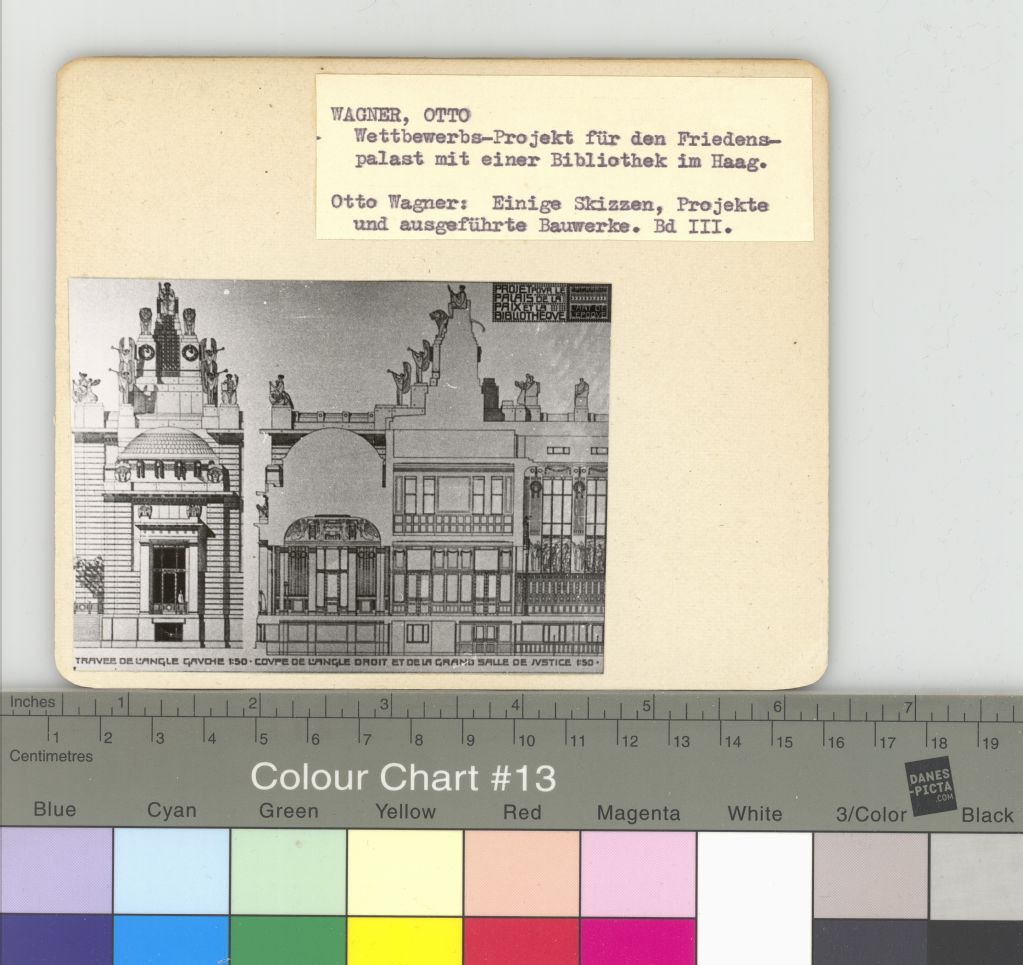 WAGNER, OTTO
Wettbewerbs-Projekt für den Friedens-
palast mit einer Bibliothek im Haag.
Otto Wagner: Einige Skizzen, Projekte
und ausgeführte Bauwerke. Bd III.
PROJET POVR LE
PALAIS DE LA
PAIX ET LA
BIBLIOTHEQVE
L'ART DE
L'EPOQVE
TRAVEE DE L'ANGLE GAVCHE 1:50 · COVPE DE L'ANGLE DROIT ET DE LA GRAND SALLE DE JVSTICE 1:50 ·
Inches 1 2 3 4 5 6 7
1 2 3 4 5 6 7 8 9 10 11 12 13 14 15 16 17 18 19
Centimetres
Colour Chart #13
DANES
-PICTA
.COM
Blue Cyan Green Yellow Red Magenta White 3/Color Black